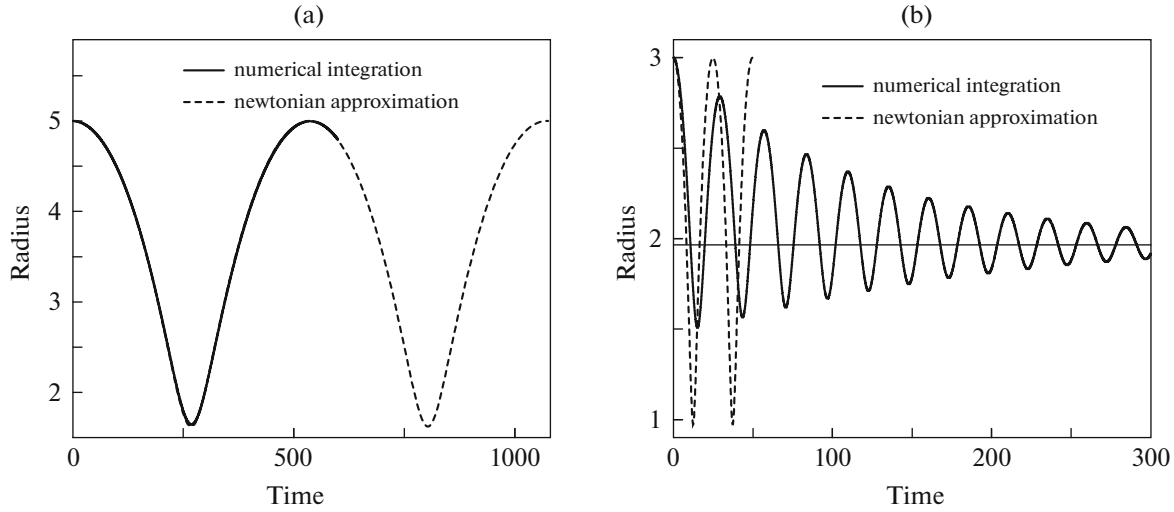 (a)
numerical integration
newtonian approximation
Radius
5
4
3
2
0
500
1000
Time
(b)
numerical integration
newtonian approximation
Radius
3
2
1
0
100
200
300
Time